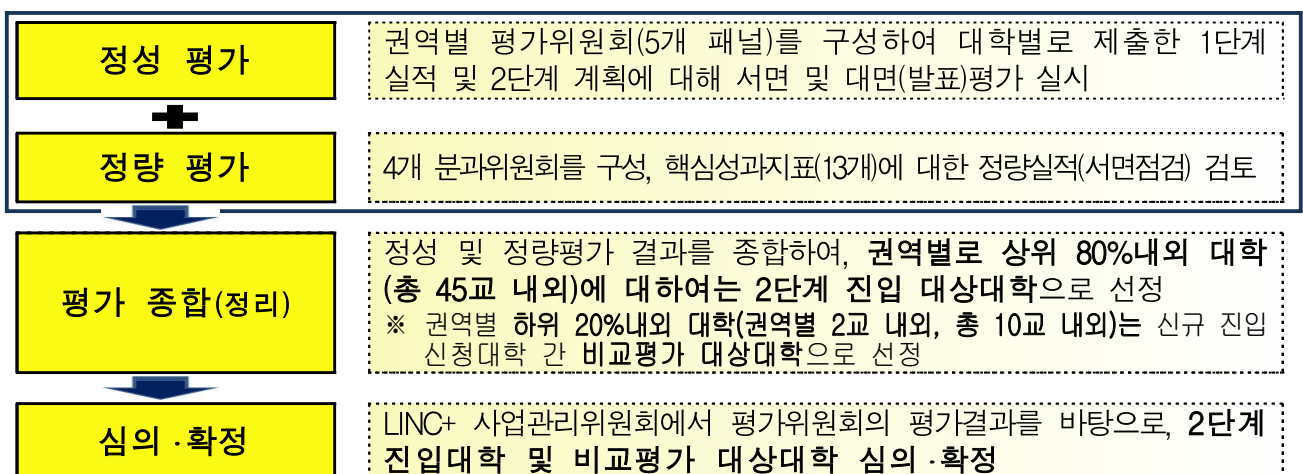 정성 평가
권역별 평가위원회(5개 패널)를 구성하여 대학별로 제출한 1단계
실적 및 2단계 계획에 대해 서면 및 대면(발표)평가 실시
정량 평가
4개 분과위원회를 구성, 핵심성과지표(13개)에 대한 정량실적(서면점검) 검토
평가 종합(정리)
정성 및 정량평가 결과를 종합하여, 권역별로 상위 80%내외 대학
(총 45교 내외)에 대하여는 2단계 진입 대상대학으로 선정
※ 권역별 하위 20%내외 대학(권역별 2교 내외, 총 10교 내외)는 신규 진입
신청대학 간 비교평가 대상대학으로 선정
심의·확정
LINC+ 사업관리위원회에서 평가위원회의 평가결과를 바탕으로, 2단계
진입대학 및 비교평가 대상대학 심의·확정